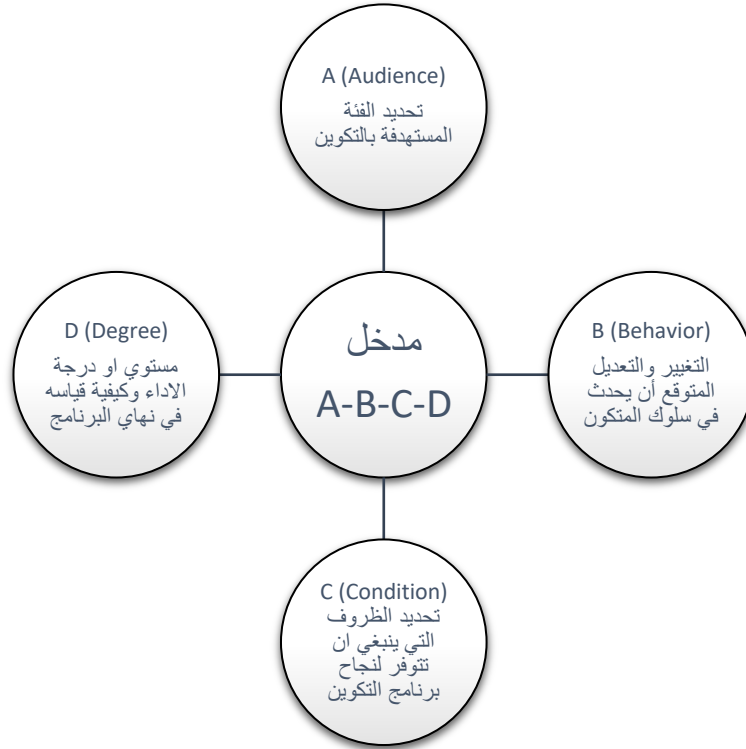 A (Audience)
تحديد الفئة
المستهدفة بالتكوين
D (Degree)
مستوي او درجة
الاداء وكيفية قياسه
في نهاي البرنامج
مدخل
A-B-C-D
B (Behavior)
التغيير والتعديل
المتوقع أن يحدث
في سلوك المتكون
C (Condition)
تحديد الظروف
التي ينبغي ان
تتوفر لنجاح
برنامج التكوين